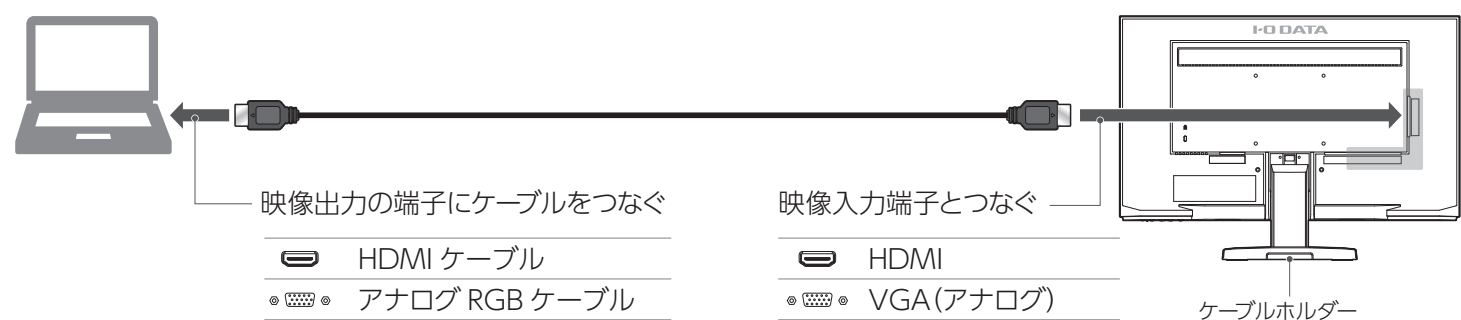 I-O DATA
映像出力の端子にケーブルをつなぐ
HDMI ケーブル
アナログ RGB ケーブル
映像入力端子とつなぐ
HDMI
VGA(アナログ)
ケーブルホルダー